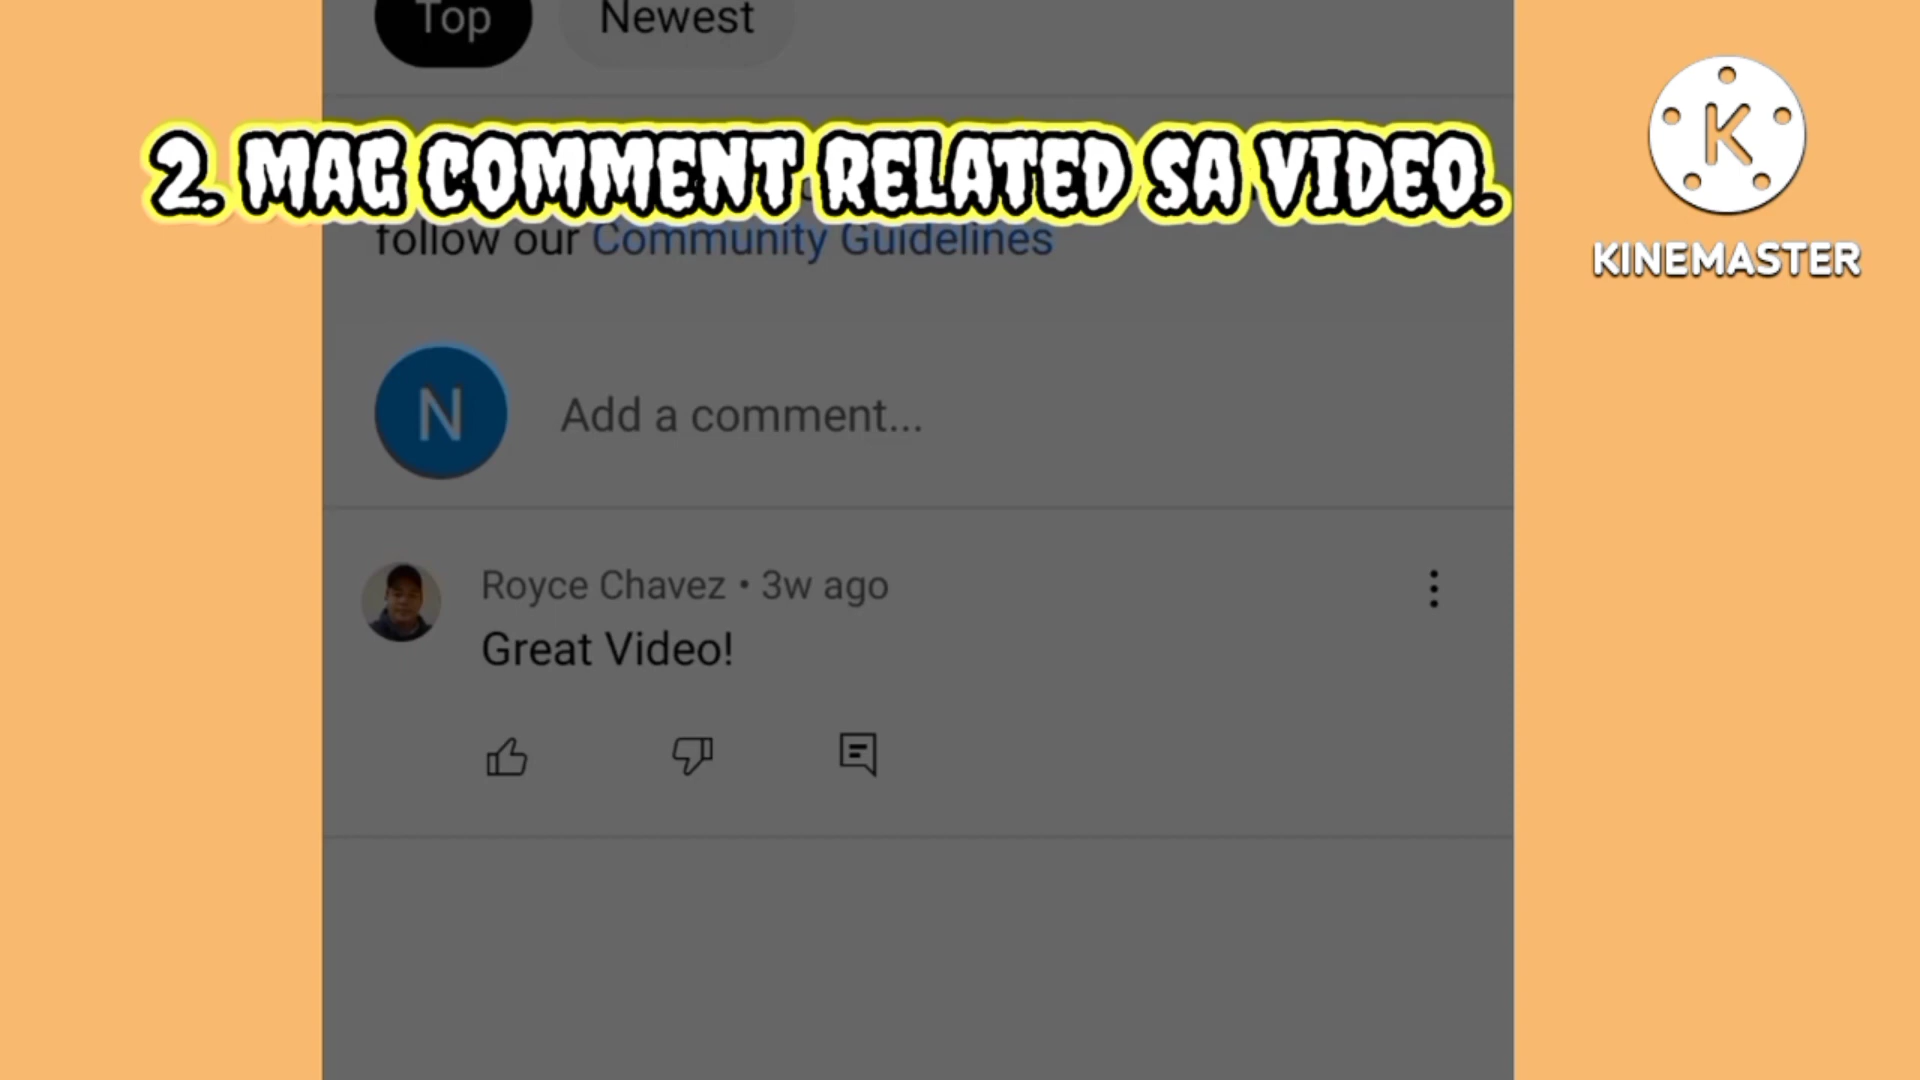 Top Newest
2. MAG COMMENT RELATED SA VIDEO.
follow our Community Guidelines
N Add a comment...
Royce Chavez • 3w ago
Great Video!
K
KINEMASTER